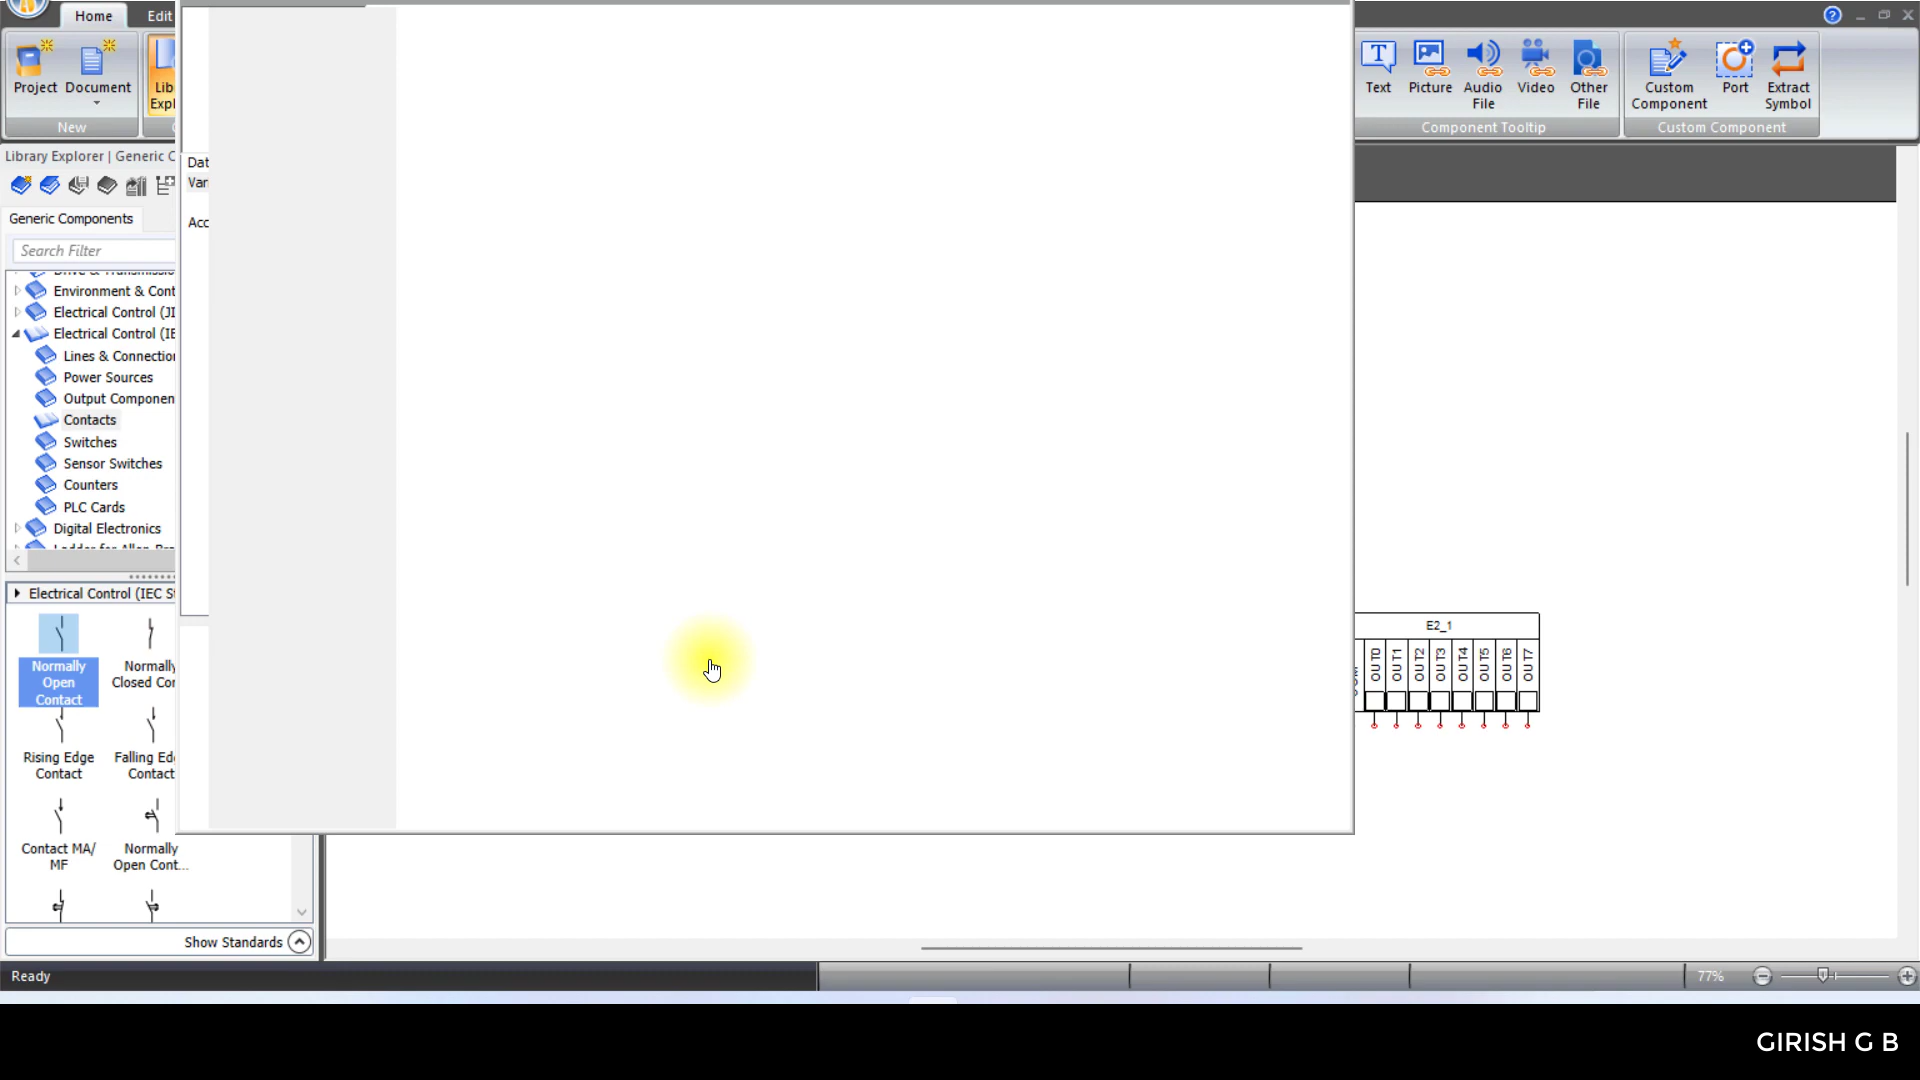 Home Edit
Project
Document
Lib
Expl
New
Text
Picture
Audio
File
Video
Other
File
Component Tooltip
Custom
Component
Port
Extract
Symbol
Custom Component
Library Explorer | Generic C
Generic Components
Search Filter
Environment & Cont
Electrical Control (JI
Electrical Control (IE
Lines & Connection
Power Sources
Output Componen
Contacts
Switches
Sensor Switches
Counters
PLC Cards
Digital Electronics
Electrical Control (IEC S
Normally
Open
Contact
Normally
Closed Con
Rising Edge
Contact
Falling Ed
Contact
Contact MA/
MF
Normally
Open Cont...
Show Standards
Dat
Var
Acc
E2_1
OUT0
OUT1
OUT2
OUT3
OUT4
OUT5
OUT6
OUT7
Ready
77%
GIRISH G B